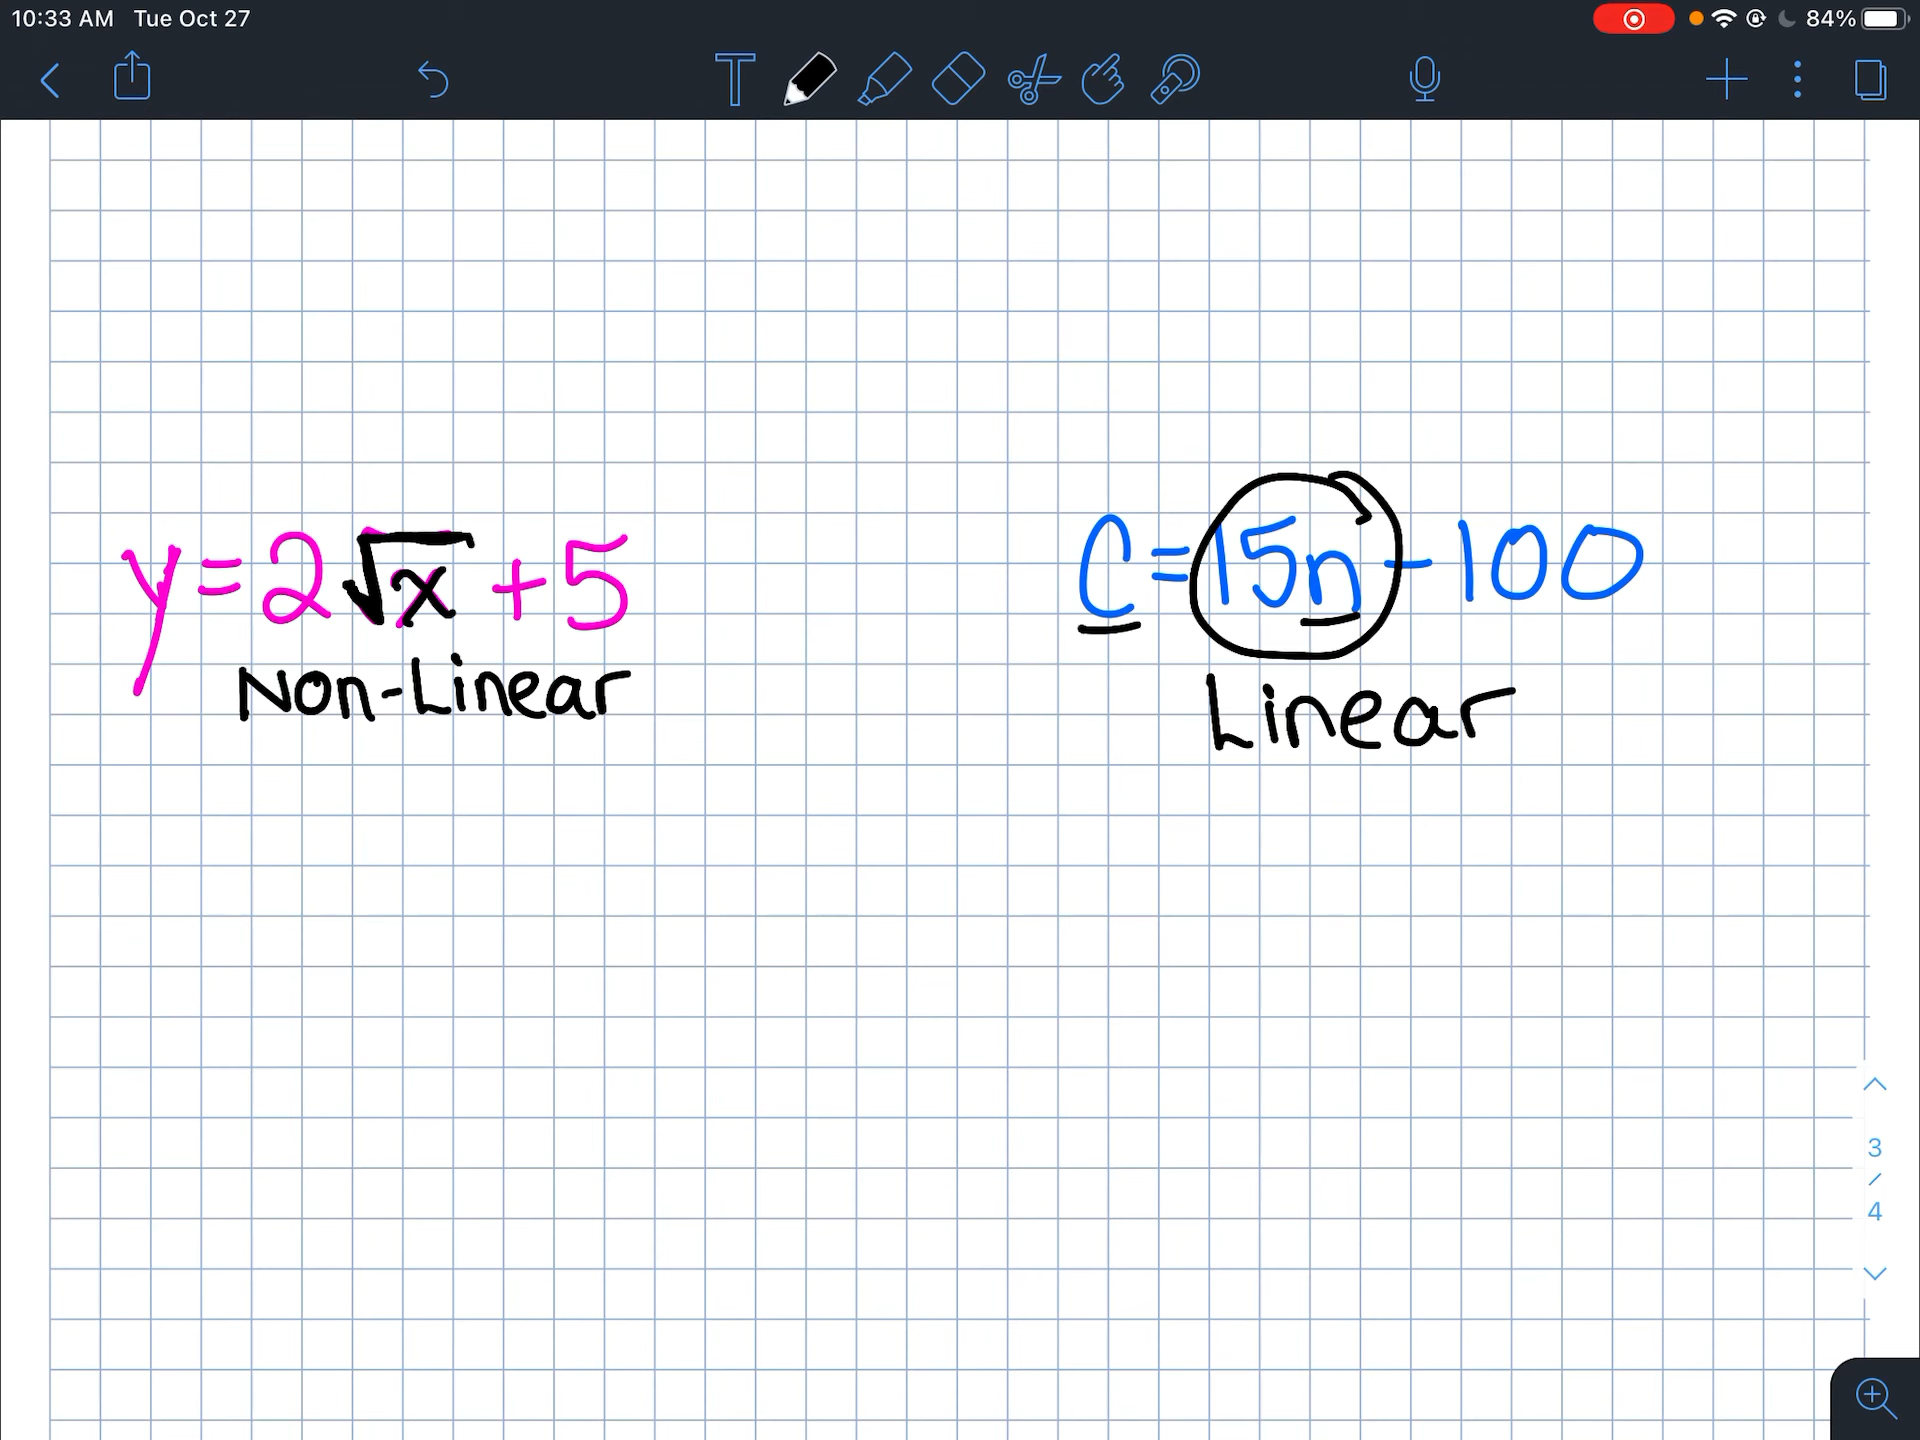 10:33 AM Tue Oct 27
84%
y=2√x+5
Non-Linear
C=15n-100
Linear
3
/
4